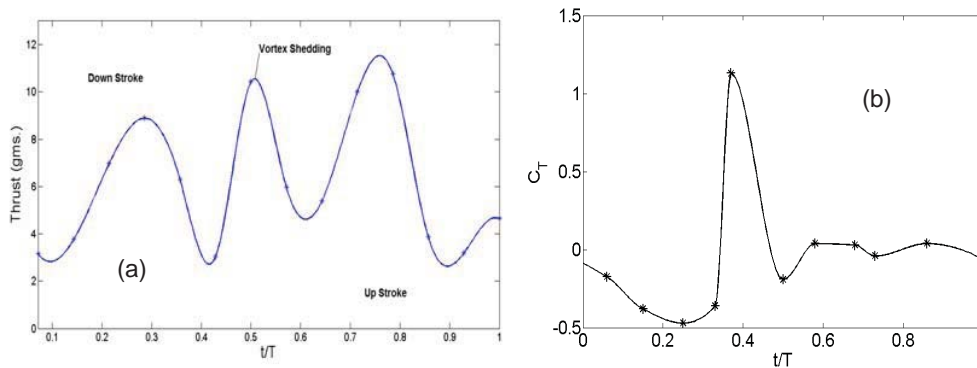 12
10
8
6
4
2
0
Thrust (gms.)
Down Stroke
Vortex Shedding
(a)
Up Stroke
0.1 0.2 0.3 0.4 0.5 0.6 0.7 0.8 0.9 1
t/T
1.5
1
0.5
0
-0.5
C_T
(b)
0 0.2 0.4 0.6 0.8
t/T